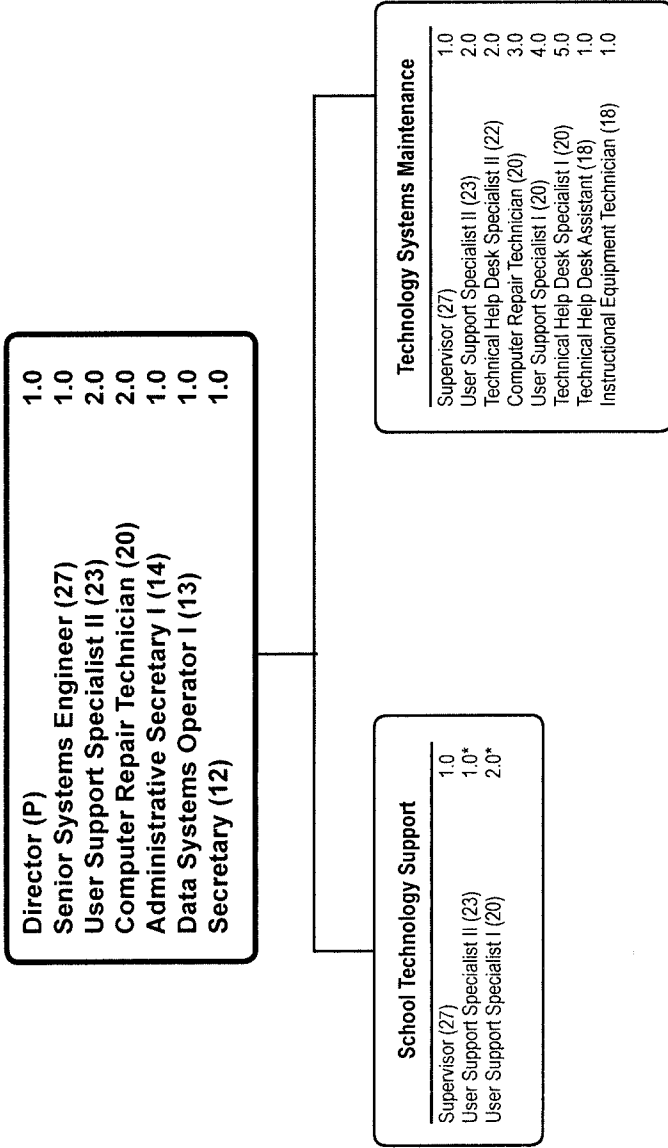 Director (P) 1.0
Senior Systems Engineer (27) 1.0
User Support Specialist II (23) 2.0
Computer Repair Technician (20) 2.0
Administrative Secretary I (14) 1.0
Data Systems Operator I (13) 1.0
Secretary (12) 1.0
School Technology Support
Supervisor (27) 1.0
User Support Specialist II (23) 1.0*
User Support Specialist I (20) 2.0*
Technology Systems Maintenance
Supervisor (27) 1.0
User Support Specialist II (23) 2.0
Technical Help Desk Specialist II (22) 2.0
Computer Repair Technician (20) 3.0
User Support Specialist I (20) 4.0
Technical Help Desk Specialist I (20) 5.0
Technical Help Desk Assistant (18) 1.0
Instructional Equipment Technician (18) 1.0